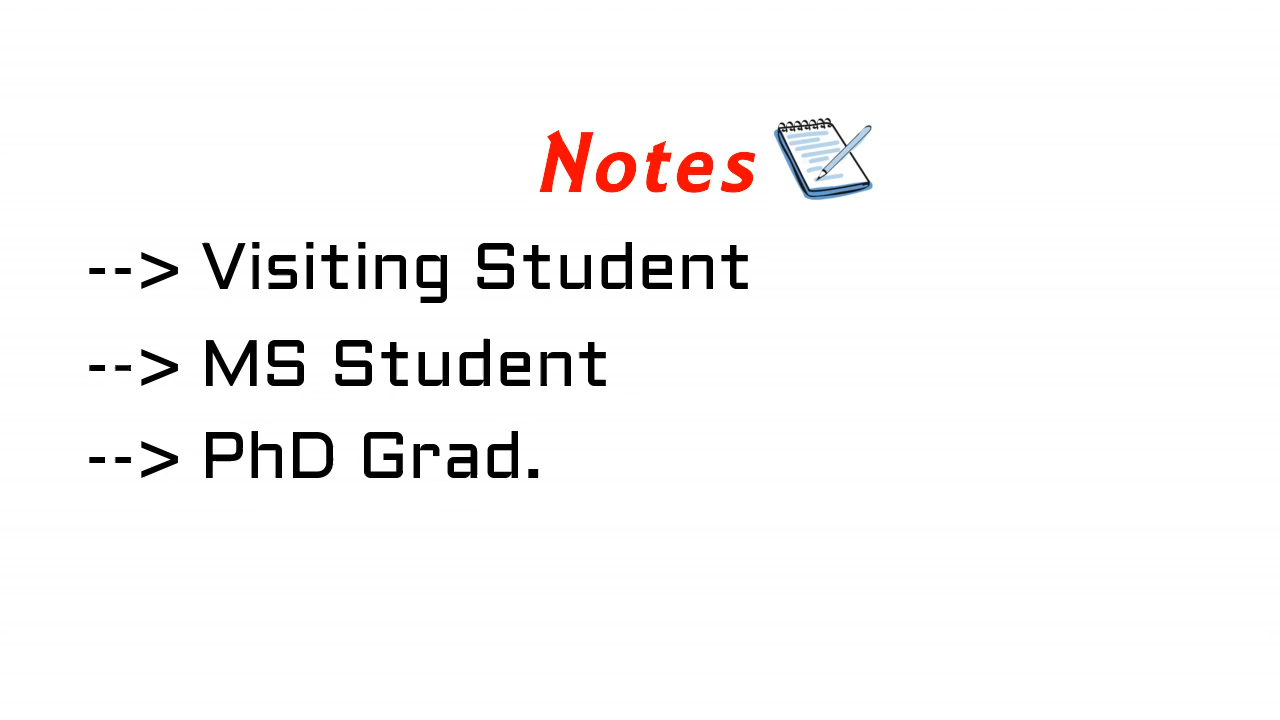 Notes
--> Visiting Student
--> MS Student
--> PhD Grad.